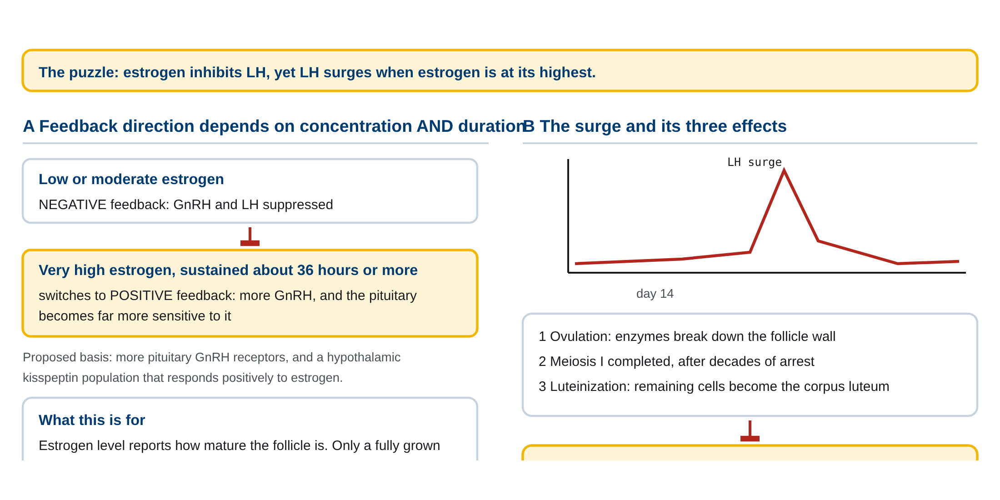 The puzzle: estrogen inhibits LH, yet LH surges when estrogen is at its highest.
A Feedback direction depends on concentration AND duration
Low or moderate estrogen
NEGATIVE feedback: GnRH and LH suppressed
Very high estrogen, sustained about 36 hours or more
switches to POSITIVE feedback: more GnRH, and the pituitary
becomes far more sensitive to it
Proposed basis: more pituitary GnRH receptors, and a hypothalamic
kisspeptin population that responds positively to estrogen.
What this is for
Estrogen level reports how mature the follicle is. Only a fully grown
B The surge and its three effects
LH surge
day 14
1 Ovulation: enzymes break down the follicle wall
2 Meiosis I completed, after decades of arrest
3 Luteinization: remaining cells become the corpus luteum